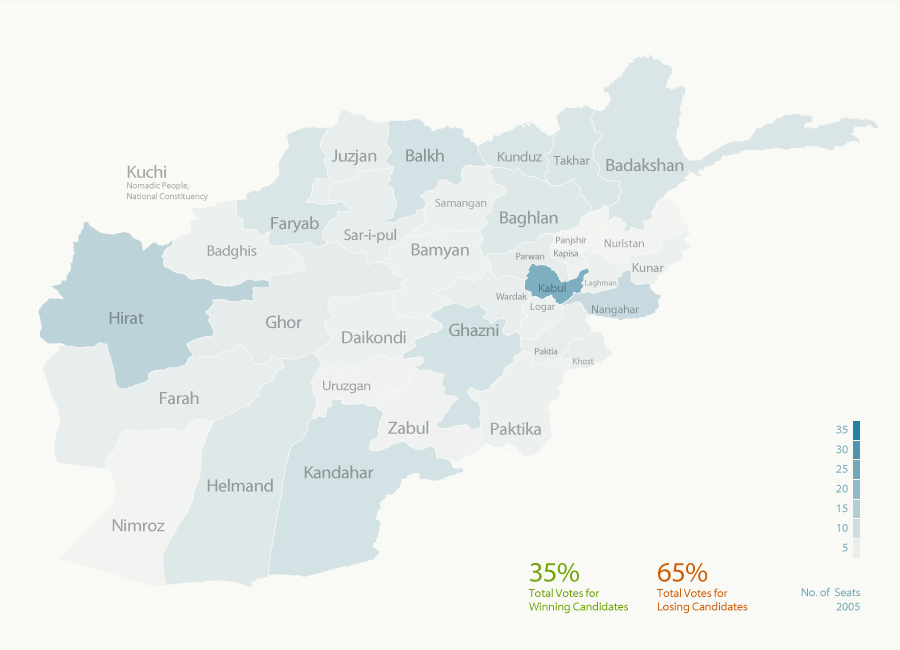 Juzjan
Balkh
Kunduz
Takhar
Badakshan
Kuchi
Nomadic People,
National Constituency
Samangan
Faryab
Baghlan
Sar-i-pul
Badghis
Bamyan
Panjshir
Nuristan
Parwan
Kapisa
Kunar
Laghman
Kabul
Wardak
Logar
Nangahar
Hirat
Ghor
Daikondi
Ghazni
Paktia
Khost
Uruzgan
Farah
Zabul
Paktika
Kandahar
Helmand
Nimroz
35
30
25
20
15
10
5
35%
Total Votes for
Winning Candidates
65%
Total Votes for
Losing Candidates
No. of Seats
2005